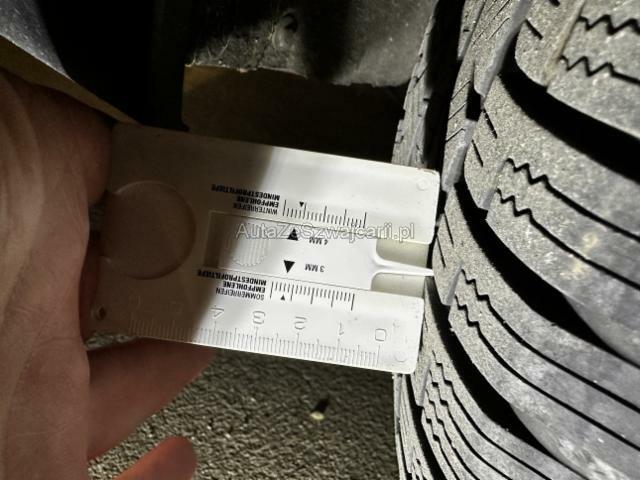 WINTERREIFEN
EMPFOHLENE
MINDESTPROFILTIEFE
4 MM
3 MM
SOMMERREIFEN
EMPFOHLENE
MINDESTPROFILTIEFE
4 3 2 1 0
AutaZeSzwajcarii.pl